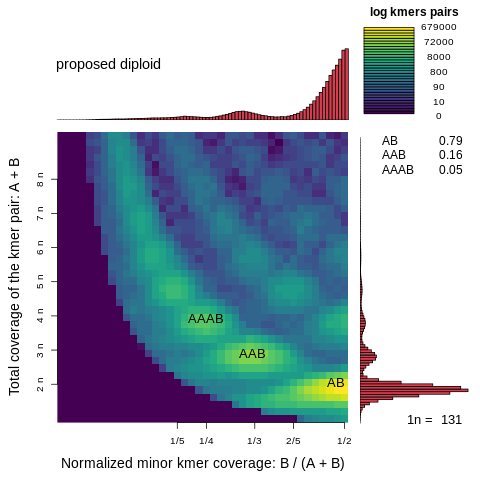 log kmers pairs
proposed diploid
679000
72000
8000
800
90
10
0
AB 0.79
AAB 0.16
AAAB 0.05
Total coverage of the kmer pair: A + B
8 n
7 n
6 n
5 n
4 n
3 n
2 n
AAAB
AAB
AB
1n = 131
1/5 1/4 1/3 2/5 1/2
Normalized minor kmer coverage: B / (A + B)